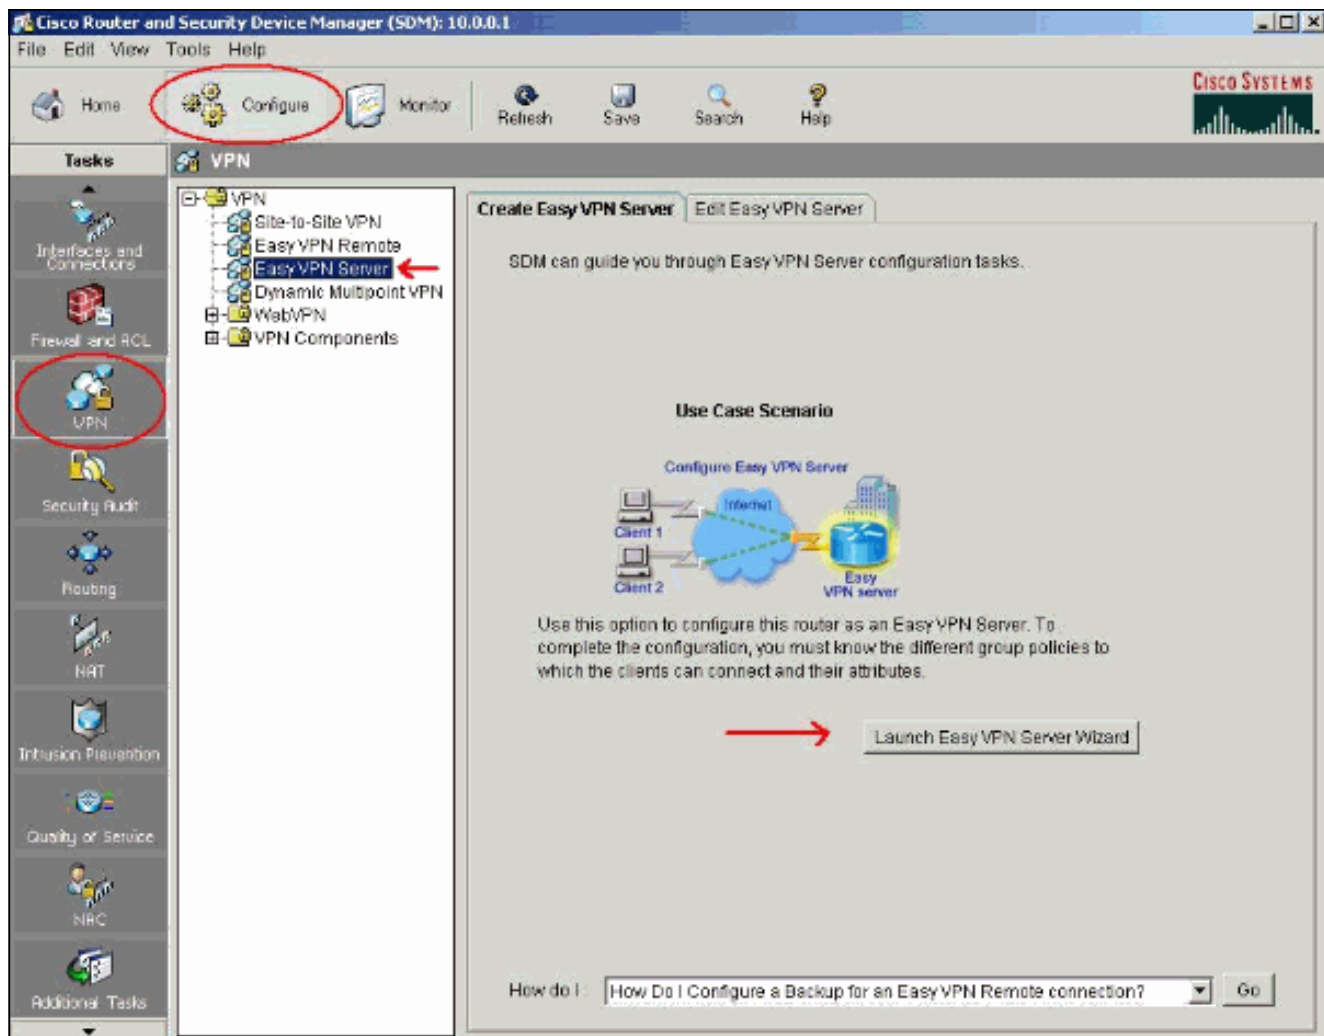 Cisco Router and Security Device Manager (SDM): 10.0.0.1
File Edit View Tools Help
Home Configure Monitor Refresh Save Search Help
CISCO SYSTEMS
Tasks
VPN
Interfaces and
Connections
Firewall and ACL
VPN
Security Audit
Routing
NAT
Intrusion Prevention
Quality of Service
NAC
Additional Tasks
VPN
Site-to-Site VPN
Easy VPN Remote
Easy VPN Server
Dynamic Multipoint VPN
WebVPN
VPN Components
Create Easy VPN Server Edit Easy VPN Server
SDM can guide you through Easy VPN Server configuration tasks.
Use Case Scenario
Configure Easy VPN Server
Internet
Client 1
Client 2
Easy
VPN server
Use this option to configure this router as an Easy VPN Server. To
complete the configuration, you must know the different group policies to
which the clients can connect and their attributes.
Launch Easy VPN Server Wizard
How do I : How Do I Configure a Backup for an Easy VPN Remote connection? Go